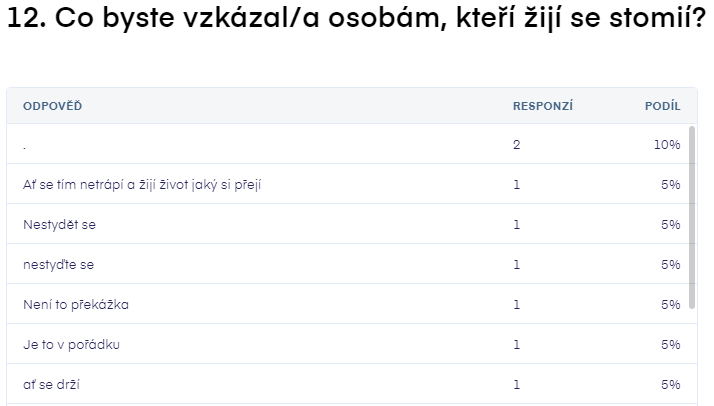 12. Co byste vzkázal/a osobám, kteří žijí se stomií?
ODPOVĚĎ RESPONZÍ PODÍL
. 2 10%
Ať se tím netrápí a žijí život jaký si přejí 1 5%
Nestydět se 1 5%
nestyďte se 1 5%
Není to překážka 1 5%
Je to v pořádku 1 5%
ať se drží 1 5%